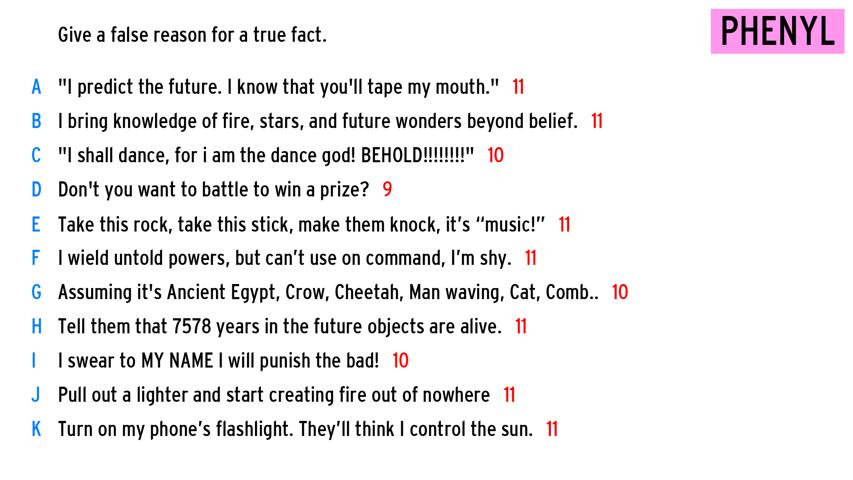 Give a false reason for a true fact.
PHENYL
A "I predict the future. I know that you'll tape my mouth." 11
B I bring knowledge of fire, stars, and future wonders beyond belief. 11
C "I shall dance, for i am the dance god! BEHOLD!!!!!!!!" 10
D Don't you want to battle to win a prize? 9
E Take this rock, take this stick, make them knock, it’s “music!” 11
F I wield untold powers, but can’t use on command, I’m shy. 11
G Assuming it's Ancient Egypt, Crow, Cheetah, Man waving, Cat, Comb.. 10
H Tell them that 7578 years in the future objects are alive. 11
I I swear to MY NAME I will punish the bad! 10
J Pull out a lighter and start creating fire out of nowhere 11
K Turn on my phone’s flashlight. They’ll think I control the sun. 11